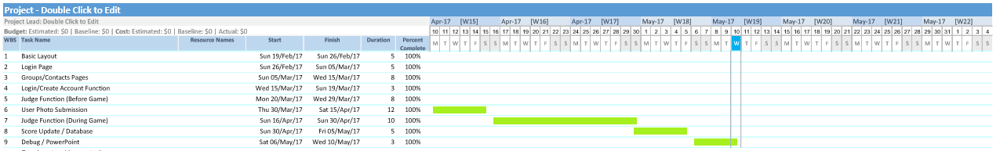 Project - Double Click to Edit
Project Lead: Double Click to Edit Apr-17 [W15] Apr-17 [W16] Apr-17 [W17] May-17 [W18] May-17 [W19] May-17 [W20] May-17 [W21] May-17 [W22]
Budget: Estimated: $0 | Baseline: $0 | Cost: Estimated: $0 | Baseline: $0 | Actual: $0 10 11 12 13 14 15 16 17 18 19 20 21 22 23 24 25 26 27 28 29 30 1 2 3 4 5 6 7 8 9 10 11 12 13 14 15 16 17 18 19 20 21 22 23 24 25 26 27 28 29 30 31 1 2 3 4
WBS Task Name Resource Names Start Finish Duration Percent Complete M T W T F S S M T W T F S S M T W T F S S M T W T F S S M T W T F S S M T W T F S S M T W T F S S M T W T F S S
1 Basic Layout Sun 19/Feb/17 Sun 26/Feb/17 5 100%
2 Login Page Sun 26/Feb/17 Sun 05/Mar/17 5 100%
3 Groups/Contacts Pages Sun 05/Mar/17 Wed 15/Mar/17 8 100%
4 Login/Create Account Function Wed 15/Mar/17 Sun 19/Mar/17 3 100%
5 Judge Function (Before Game) Mon 20/Mar/17 Wed 29/Mar/17 8 100%
6 User Photo Submission Thu 30/Mar/17 Sat 15/Apr/17 12 100%
7 Judge Function (During Game) Sun 16/Apr/17 Sun 30/Apr/17 10 100%
8 Score Update / Database Sun 30/Apr/17 Fri 05/May/17 5 100%
9 Debug / PowerPoint Sat 06/May/17 Wed 10/May/17 3 100%